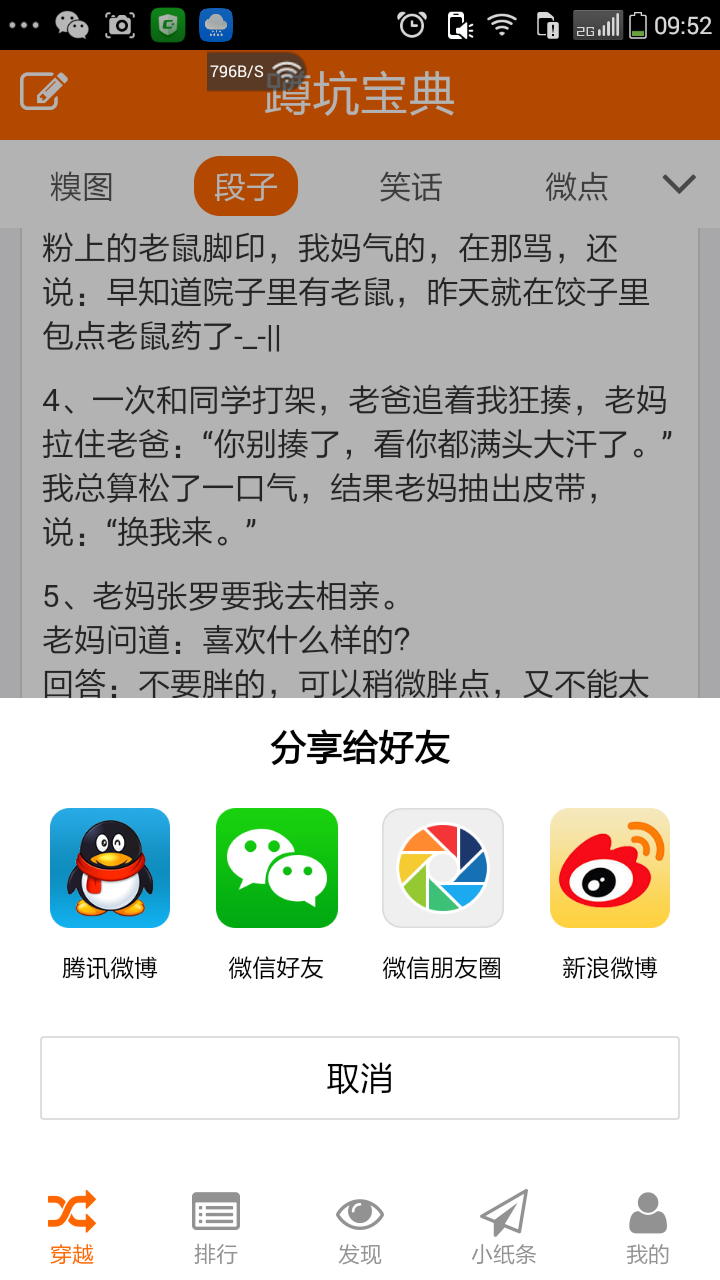 2G
09:52
796B/S
蹲坑宝典
糗图 段子 笑话 微点
粉上的老鼠脚印，我妈气的，在那骂，还
说：早知道院子里有老鼠，昨天就在饺子里
包点老鼠药了-_-||
4、一次和同学打架，老爸追着我狂揍，老妈
拉住老爸：“你别揍了，看你都满头大汗了。”
我总算松了一口气，结果老妈抽出皮带，
说：“换我来。”
5、老妈张罗要我去相亲。
老妈问道：喜欢什么样的?
回答：不要胖的，可以稍微胖点，又不能太
分享给好友
腾讯微博 微信好友 微信朋友圈 新浪微博
取消
穿越 排行 发现 小纸条 我的